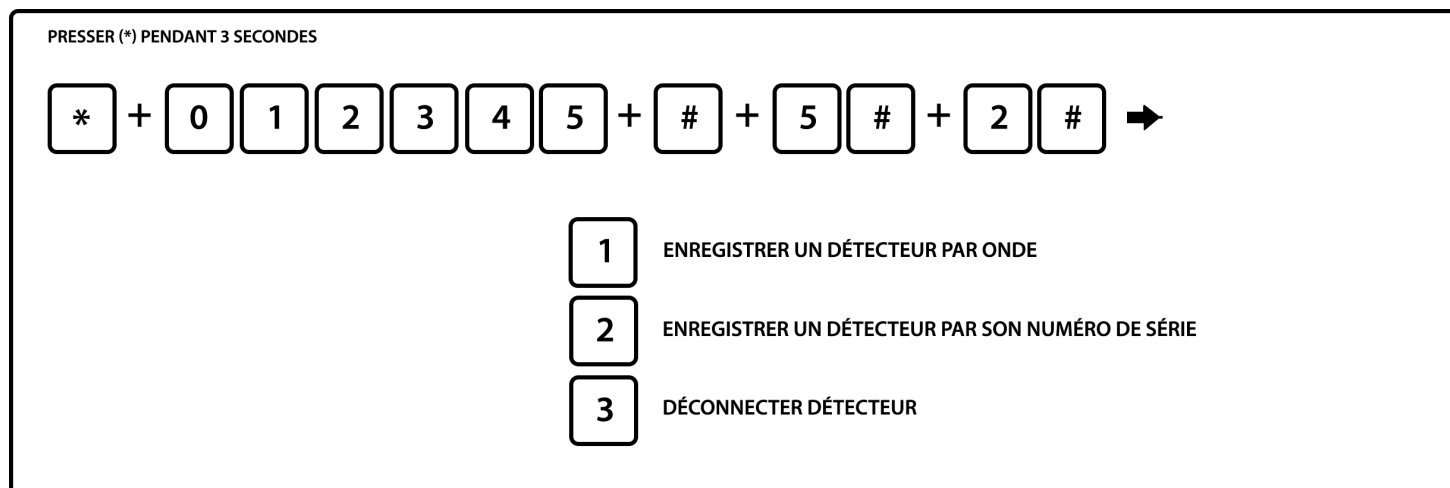 PRESSER (*) PENDANT 3 SECONDES
* + 0 1 2 3 4 5 + # + 5 # + 2 #
1 ENREGISTRER UN DÉTECTEUR PAR ONDE
2 ENREGISTRER UN DÉTECTEUR PAR SON NUMÉRO DE SÉRIE
3 DÉCONNECTER DÉTECTEUR